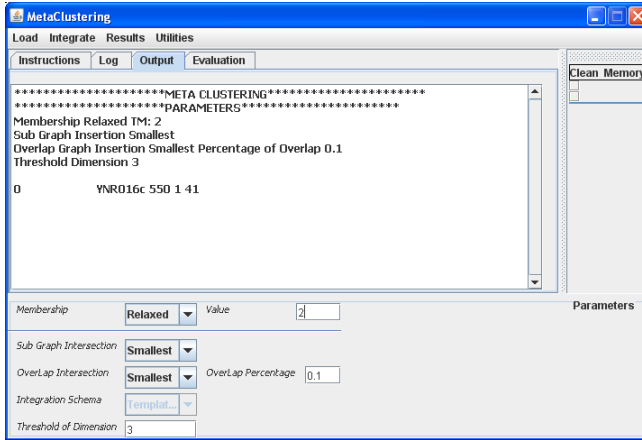 MetaClustering
Load Integrate Results Utilities
Instructions Log Output Evaluation
Clean Memory
*********************META CLUSTERING**********************
*********************PARAMETERS**********************
Membership Relaxed TM: 2
Sub Graph Insertion Smallest
Overlap Graph Insertion Smallest Percentage of Overlap 0.1
Threshold Dimension 3
0 YNR016c 550 1 41
Membership Relaxed Value 2
Parameters
Sub Graph Intersection Smallest
OverLap Intersection Smallest OverLap Percentage 0.1
Integration Schema Templat...
Threshold of Dimension 3